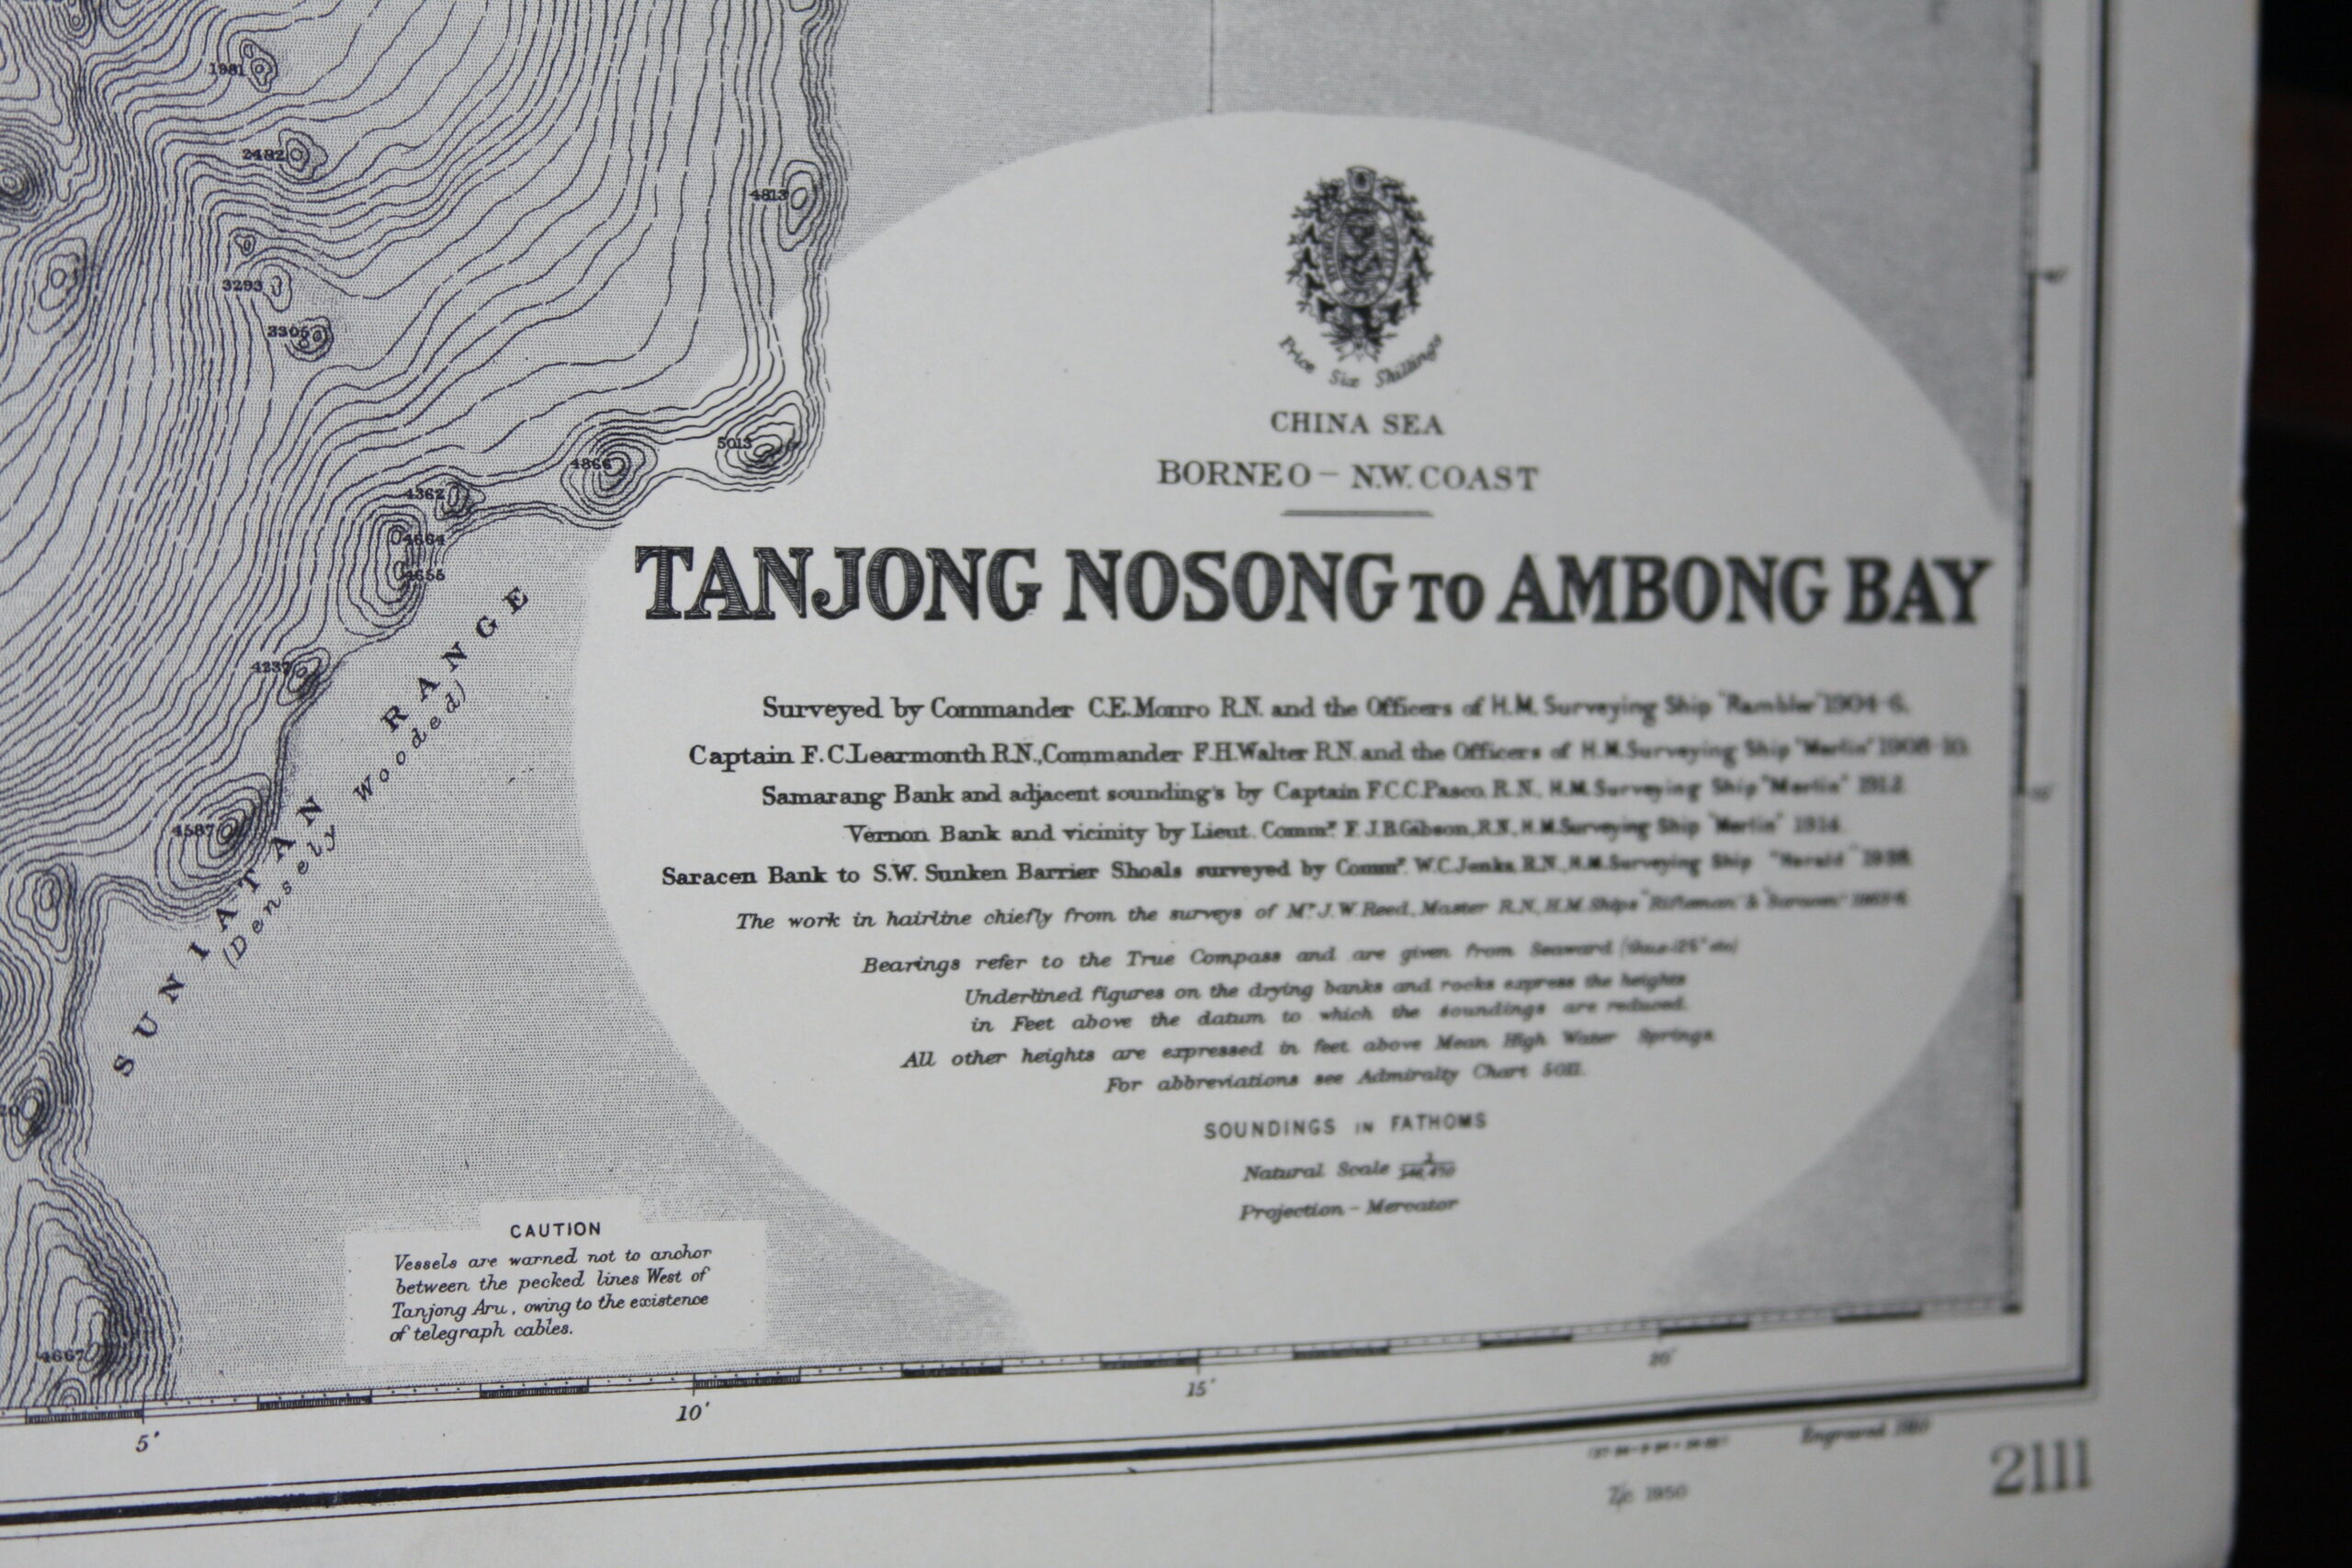 1981
2482
4813
3293
3305
5013
4866
4362
4664
4655
4237
4587
4667
SUNIATAN RANGE
(Densely Wooded)
Price Six Shillings
CHINA SEA
BORNEO – N.W. COAST
TANJONG NOSONG TO AMBONG BAY
Surveyed by Commander C.E. Monro R.N. and the Officers of H.M. Surveying Ship "Rambler" 1904-6.
Captain F.C. Learmonth R.N., Commander F.H. Walter R.N. and the Officers of H.M. Surveying Ship "Merlin" 1908-10.
Samarang Bank and adjacent sounding's by Captain F.C.C. Pasco, R.N., H.M. Surveying Ship "Merlin" 1912.
Vernon Bank and vicinity by Lieut. Commr. F.J.B. Gibson, R.N., H.M. Surveying Ship "Merlin" 1914.
Saracen Bank to S.W. Sunken Barrier Shoals surveyed by Commr. W.C. Jenks, R.N., H.M. Surveying Ship "Herald"
The work in hairline chiefly from the surveys of Mr. J.W. Reed, Master R.N., H.M. Ships "Rifleman" & "Saracen"
Bearings refer to the True Compass and are given from Seaward
Underlined figures on the drying banks and rocks express the heights
in Feet above the datum to which the soundings are reduced.
All other heights are expressed in feet above Mean High Water Springs.
For abbreviations see Admiralty Chart 5011.
SOUNDINGS IN FATHOMS
Natural Scale
Projection – Mercator
CAUTION
Vessels are warned not to anchor
between the pecked lines West of
Tanjong Aru, owing to the existence
of telegraph cables.
5'
10'
15'
20'
Engraved
1950
2111